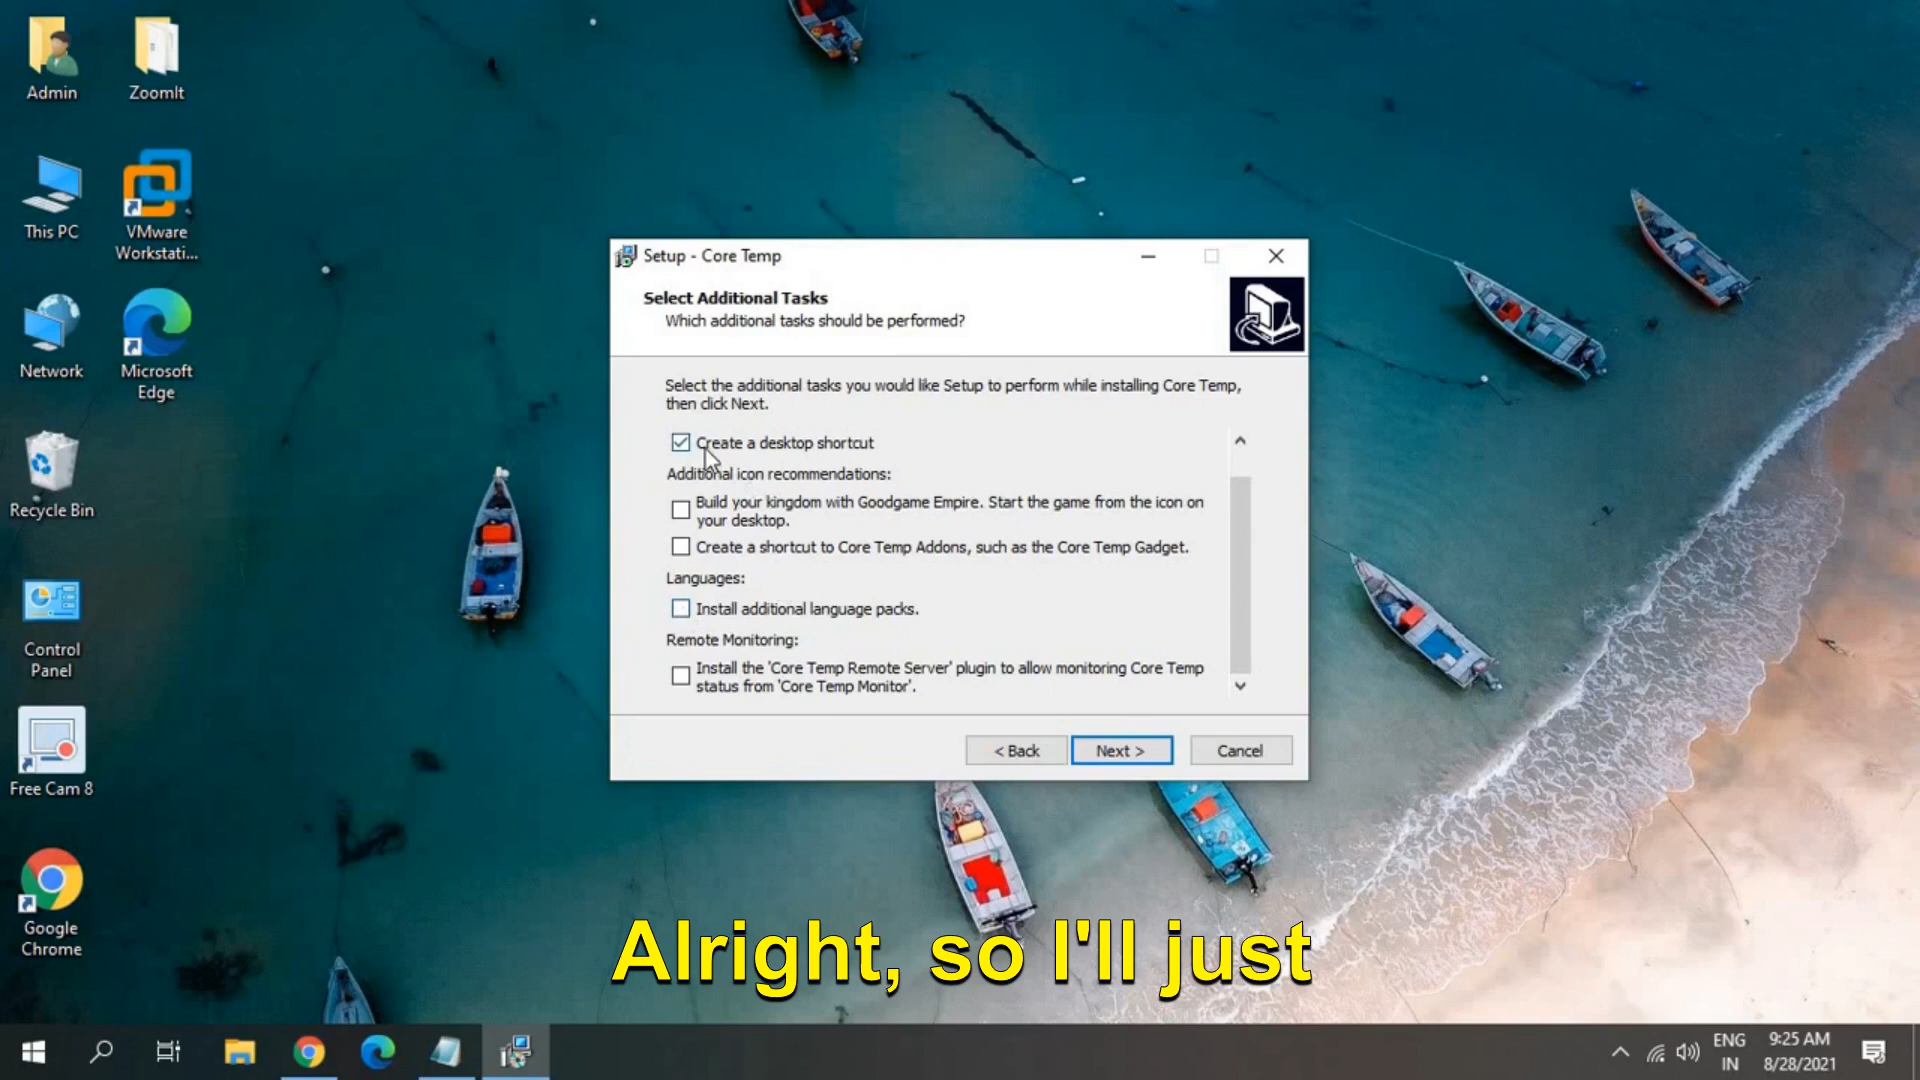 Admin
ZoomIt
This PC
VMware
Workstati...
Network
Microsoft
Edge
Recycle Bin
Control
Panel
Free Cam 8
Google
Chrome
Setup - Core Temp
Select Additional Tasks
Which additional tasks should be performed?
Select the additional tasks you would like Setup to perform while installing Core Temp,
then click Next.
Create a desktop shortcut
Additional icon recommendations:
Build your kingdom with Goodgame Empire. Start the game from the icon on
your desktop.
Create a shortcut to Core Temp Addons, such as the Core Temp Gadget.
Languages:
Install additional language packs.
Remote Monitoring:
Install the 'Core Temp Remote Server' plugin to allow monitoring Core Temp
status from 'Core Temp Monitor'.
< Back
Next >
Cancel
Alright, so I'll just
ENG
IN
9:25 AM
8/28/2021